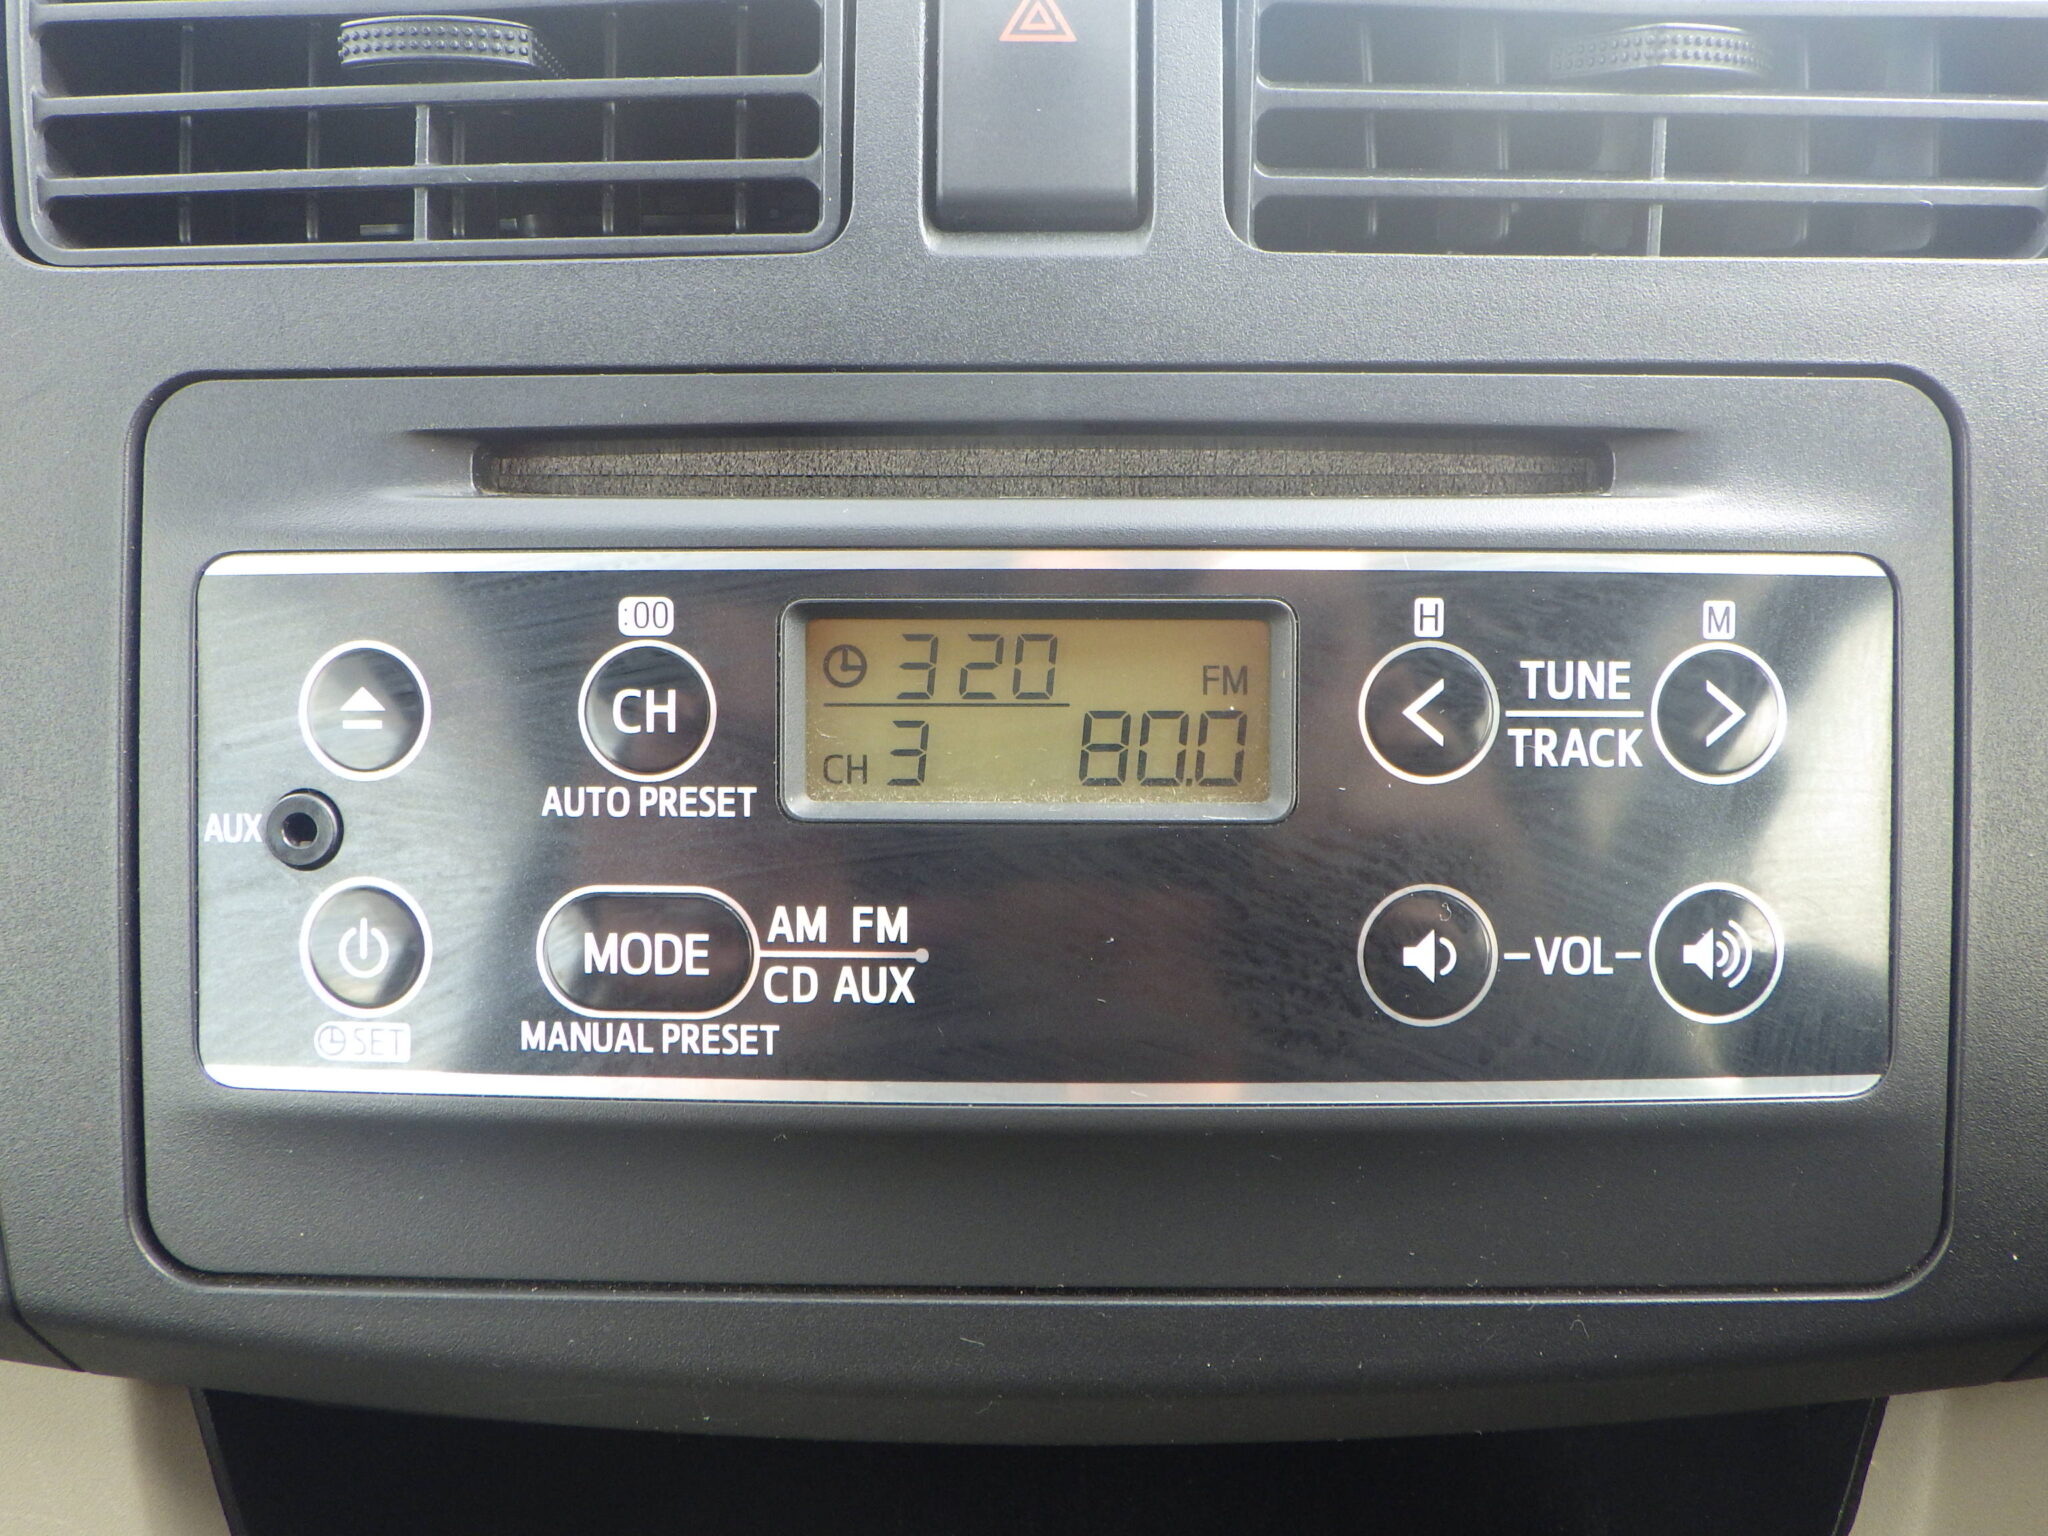 :00
H
M
320
FM
CH
CH 3
80.0
TUNE
TRACK
AUTO PRESET
AUX
MODE
AM FM
CD AUX
-VOL-
SET
MANUAL PRESET